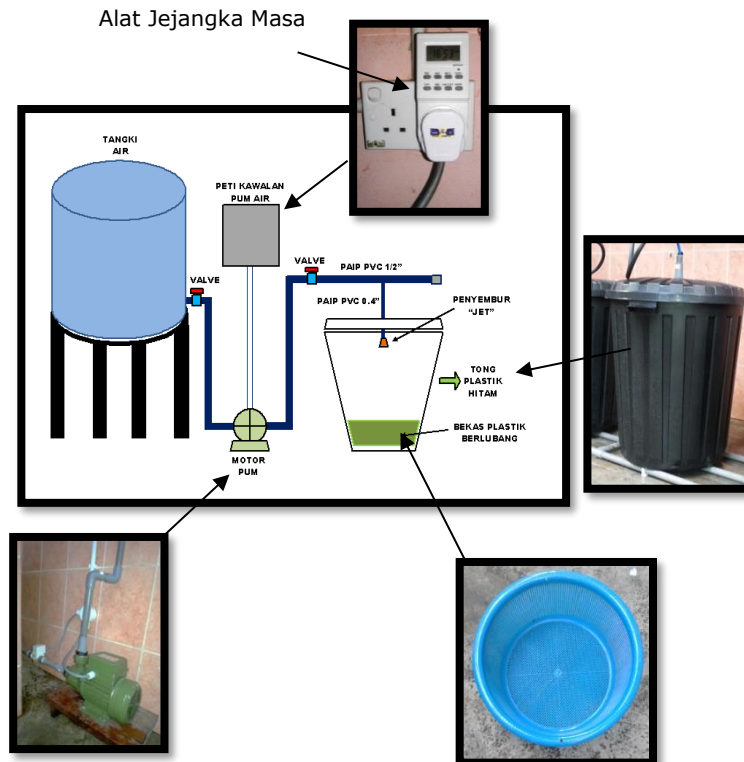 Alat Jejangka Masa
TANGKI
AIR
PETI KAWALAN
PUM AIR
VALVE
VALVE
PAIP PVC 1/2"
PAIP PVC 0.4"
PENYEMBUR
"JET"
TONG
PLASTIK
HITAM
BEKAS PLASTIK
BERLUBANG
MOTOR
PUM